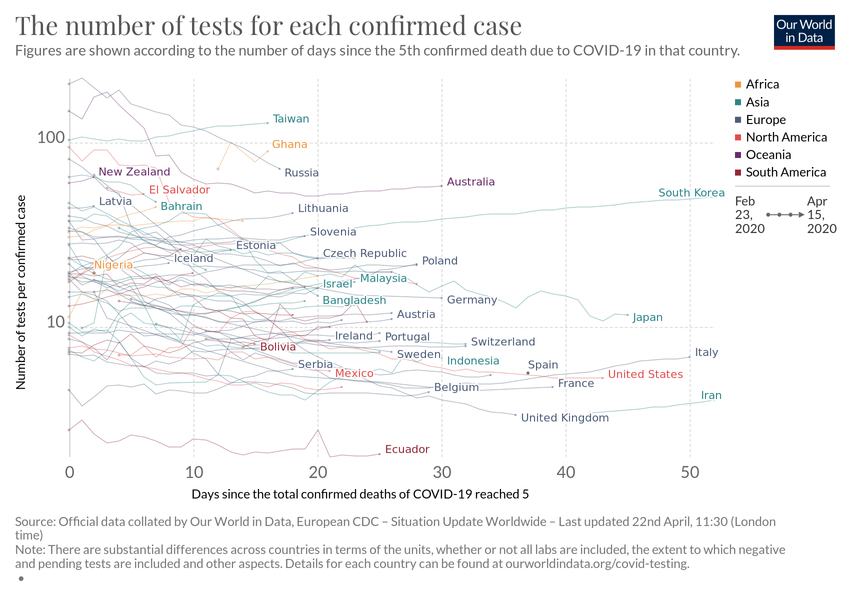 The number of tests for each confirmed case
Figures are shown according to the number of days since the 5th confirmed death due to COVID-19 in that country.
Our World
in Data
Africa
Asia
Europe
North America
Oceania
South America
Feb
23,
2020
Apr
15,
2020
Number of tests per confirmed case
100
10
Taiwan
Ghana
Russia
New Zealand
El Salvador
Australia
South Korea
Latvia
Bahrain
Lithuania
Slovenia
Estonia
Czech Republic
Iceland
Poland
Nigeria
Malaysia
Israel
Bangladesh
Germany
Austria
Japan
Ireland
Portugal
Switzerland
Bolivia
Sweden
Indonesia
Italy
Serbia
Spain
Mexico
United States
Belgium
France
Iran
United Kingdom
Ecuador
0
10
20
30
40
50
Days since the total confirmed deaths of COVID-19 reached 5
Source: Official data collated by Our World in Data, European CDC – Situation Update Worldwide – Last updated 22nd April, 11:30 (London
time)
Note: There are substantial differences across countries in terms of the units, whether or not all labs are included, the extent to which negative
and pending tests are included and other aspects. Details for each country can be found at ourworldindata.org/covid-testing.
•